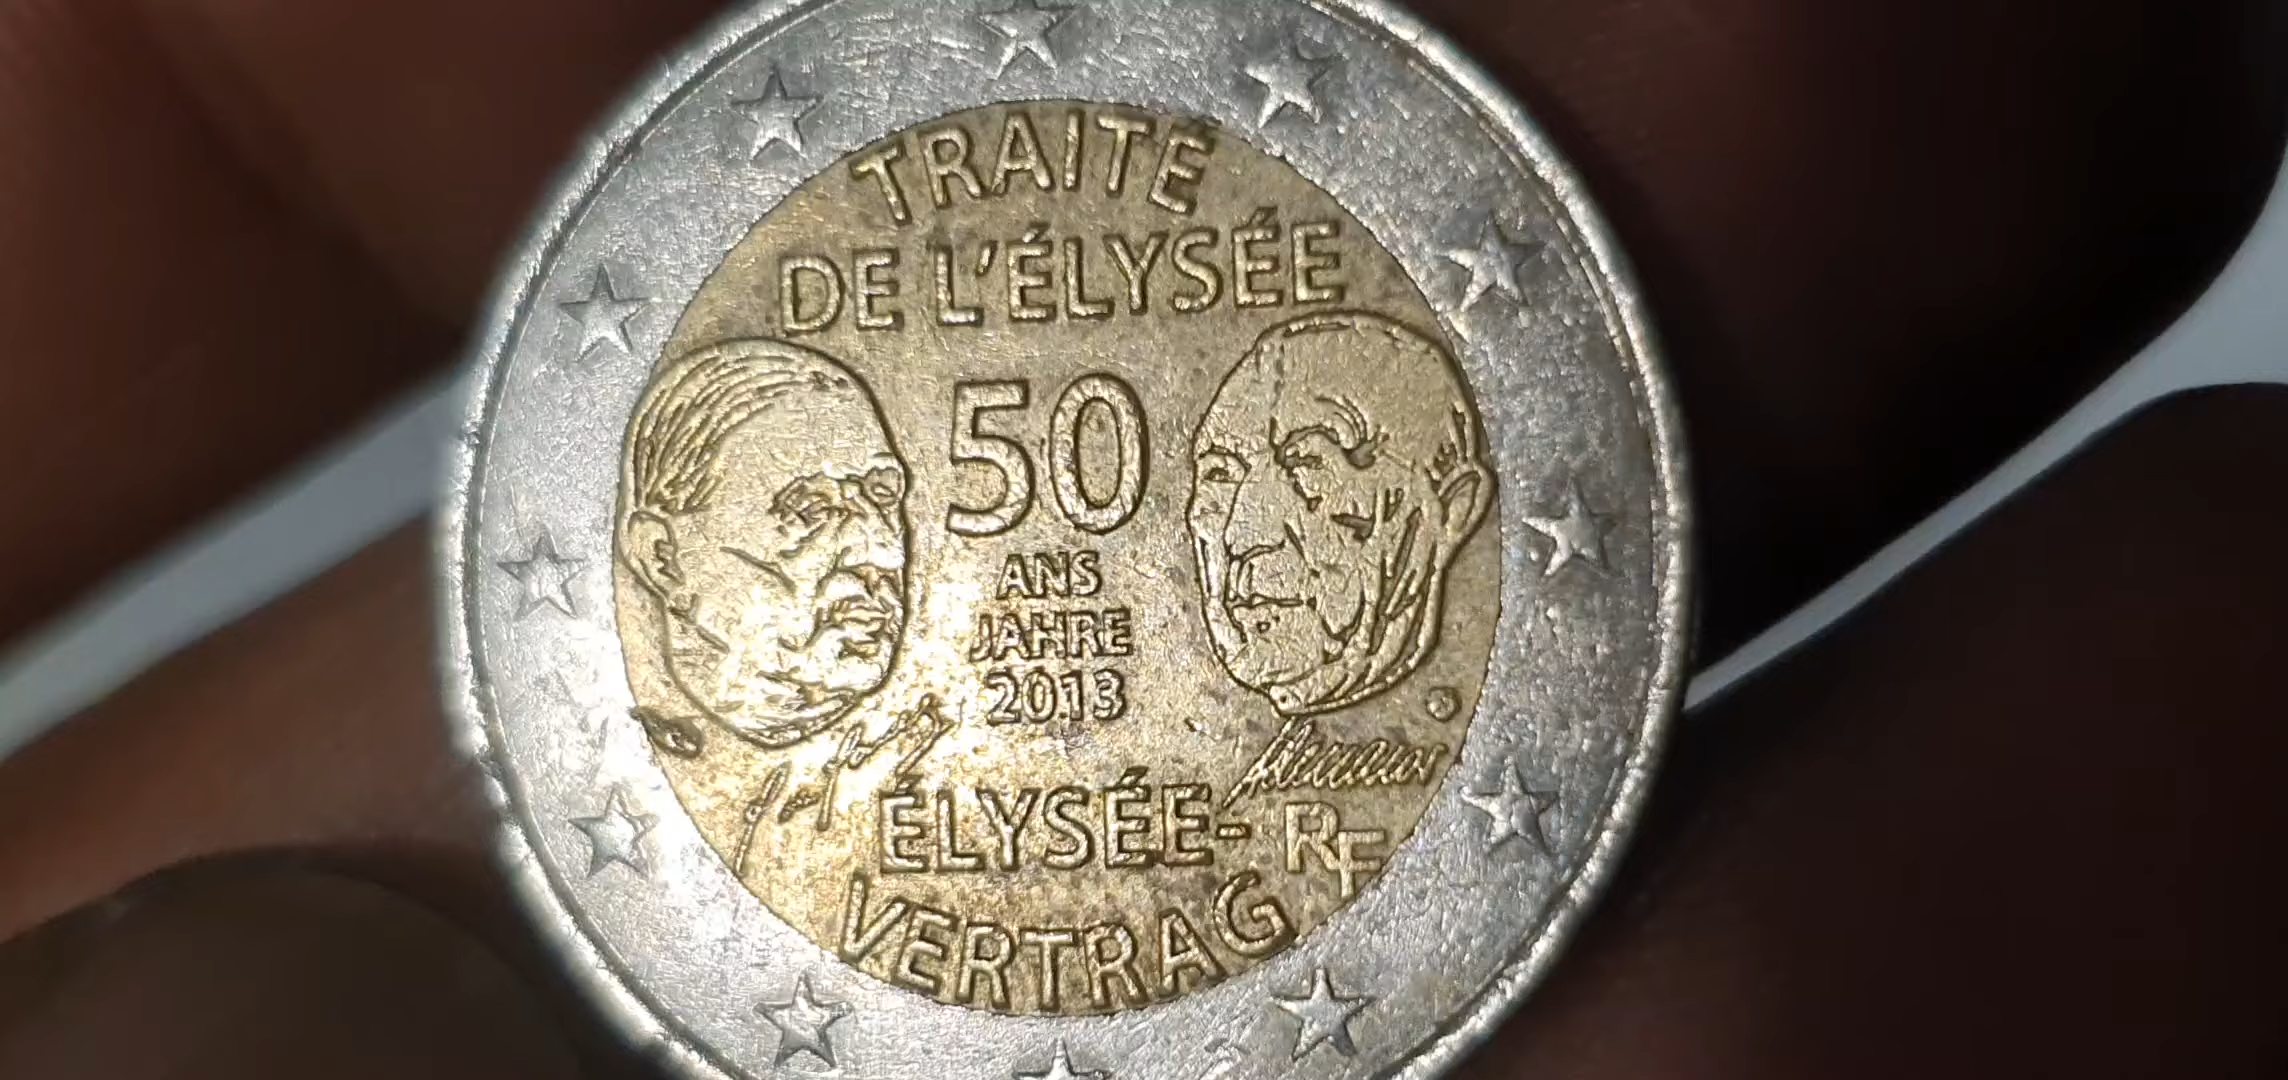 TRAITÉ
DE L'ÉLYSÉE
50
ANS
JAHRE
2013
ÉLYSÉE-
RF
VERTRAG